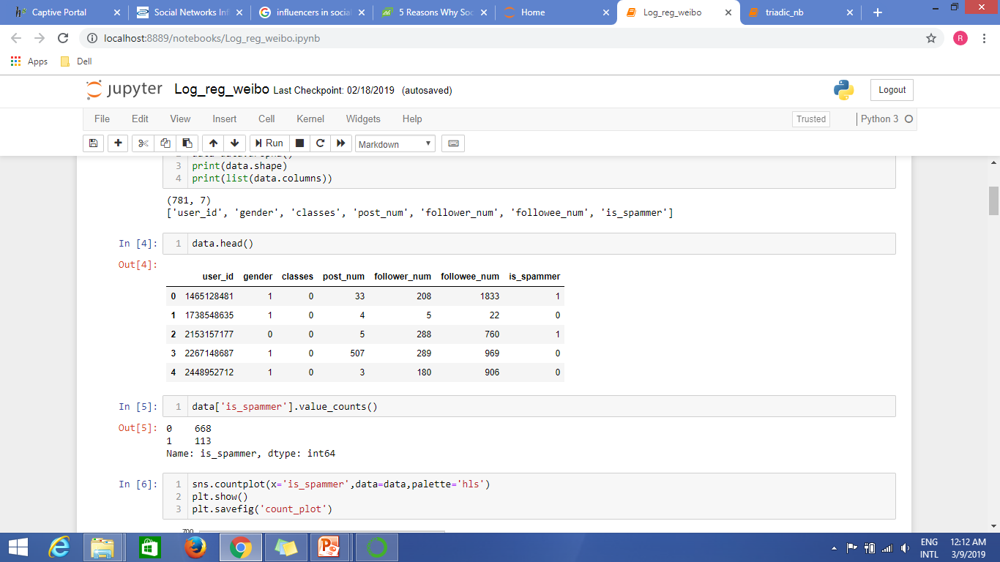 Captive Portal
Social Networks Inf
influencers in social
5 Reasons Why Soc
Home
Log_reg_weibo
triadic_nb
localhost:8889/notebooks/Log_reg_weibo.ipynb
R
Apps
Dell
jupyter Log_reg_weibo Last Checkpoint: 02/18/2019 (autosaved)
Logout
File Edit View Insert Cell Kernel Widgets Help
Trusted
Python 3
Run
Markdown
3 print(data.shape)
4 print(list(data.columns))
(781, 7)
['user_id', 'gender', 'classes', 'post_num', 'follower_num', 'followee_num', 'is_spammer']
In [4]: 1 data.head()
Out[4]:
user_id gender classes post_num follower_num followee_num is_spammer
0 1465128481 1 0 33 208 1833 1
1 1738548635 1 0 4 5 22 0
2 2153157177 0 0 5 288 760 1
3 2267148687 1 0 507 289 969 0
4 2448952712 1 0 3 180 906 0
In [5]: 1 data['is_spammer'].value_counts()
Out[5]: 0 668
1 113
Name: is_spammer, dtype: int64
In [6]: 1 sns.countplot(x='is_spammer',data=data,palette='hls')
2 plt.show()
3 plt.savefig('count_plot')
700
ENG 12:12 AM
INTL 3/9/2019